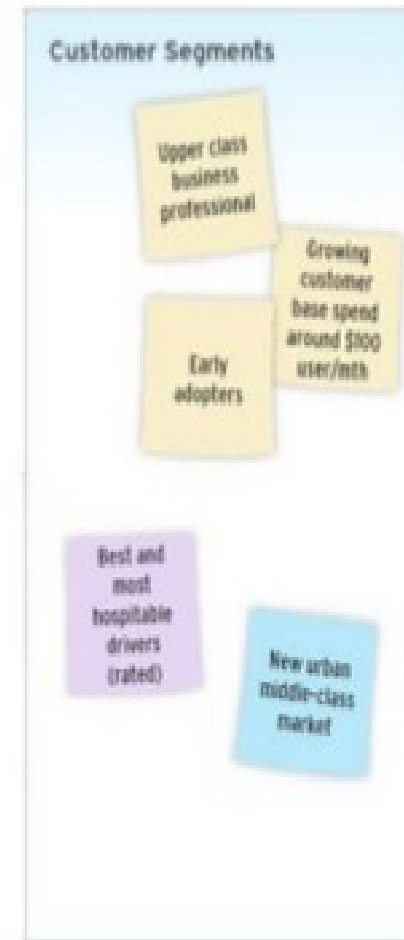 Customer Segments
Upper class
business
professional
Growing
customer
base spend
around $100
user/mth
Early
adopters
Best and
most
hospitable
drivers
(rated)
New urban
middle-class
market